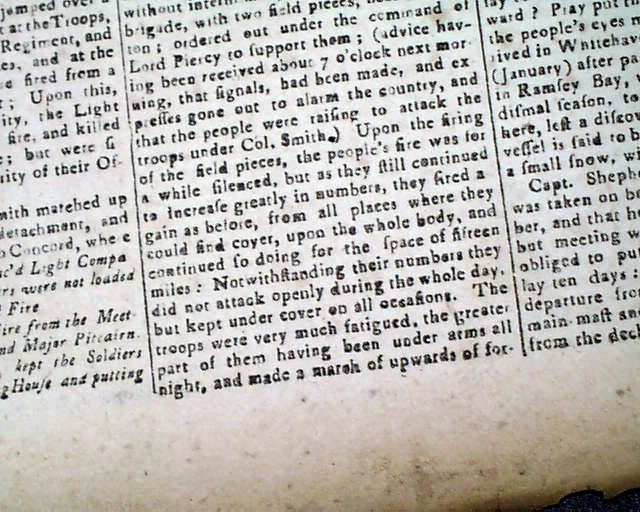 jumped over a
at the Troops,
Regiment, and
es, and at the
fired from a
; Upon this,
ity, the Light
fire, and killed
; but were ſ
ity of their Of-
mith marched up
detachment, and
Concord, whe e
nc'd Light Compa
rs were not loaded
Fire
ire from the Meet-
nd Major Pitcairn
kept the Soldiers
g Houſe and putting
without
brigade, with two field pieces,
ton; ordered out under the command of
Lord Piercy to ſupport them; (advice hav-
ing been received about 7 o'clock next mor-
ning, that ſignals, had been made, and ex-
preſſes gone out to alarm the country, and
that the people were raiſing to attack the
troops under Col. Smith.) Upon the firing
of the field pieces, the people's fire was for
a while ſilenced, but as they ſtill continued
to increaſe greatly in numbers, they fired a
gain as before, from all places where they
could find cover, upon the whole body, and
continued ſo doing for the ſpace of fifteen
miles: Notwithſtanding their numbers they
did not attack openly during the whole day,
but kept under cover on all occaſions. The
troops were very much fatigued, the greater
part of them having been under arms all
night, and made a march of upwards of for-
ward? Pray put th
the people's eyes
ived in Whitehav
(January) after pa
in Ramſey Bay,
diſmal ſeaſon, to
here, left a diſco
veſſel is ſaid to b
a ſmall ſnow, wi
Capt. Shephe
was taken on b
ber, and that h
but meeting w
obliged to pu
lay ten days:
departure fro
main-maſt and
from the dec